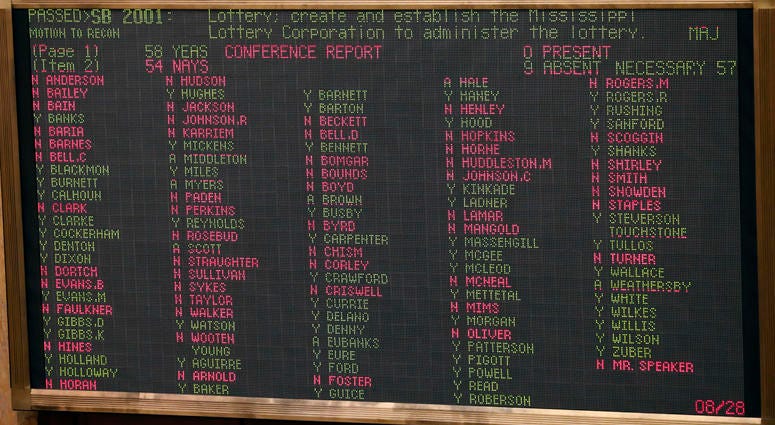 PASSED>SB 2001: Lottery; create and establish the Mississippi
MOTION TO RECON Lottery Corporation to administer the lottery. MAJ
(Page 1) 58 YEAS CONFERENCE REPORT 0 PRESENT
(Item 2) 54 NAYS 9 ABSENT NECESSARY 57
N ANDERSON
N BAILEY
N BAIN
Y BANKS
N BARIA
N BARNES
N BELL.C
Y BLACKMON
Y BURNETT
Y CALHOUN
N CLARK
Y CLARKE
Y COCKERHAM
Y DENTON
Y DIXON
N DORTCH
N EVANS.B
Y EVANS.M
N FAULKNER
Y GIBBS.D
Y GIBBS.K
N HINES
Y HOLLAND
Y HOLLOWAY
N HORAN
N HUDSON
Y HUGHES
N JACKSON
N JOHNSON.R
N KARRIEM
Y MICKENS
A MIDDLETON
Y MILES
A MYERS
N PADEN
N PERKINS
Y REYNOLDS
N ROSEBUD
A SCOTT
N STRAUGHTER
N SULLIVAN
N SYKES
N TAYLOR
N WALKER
Y WATSON
N WOOTEN
YOUNG
Y AGUIRRE
N ARNOLD
Y BAKER
Y BARNETT
Y BARTON
N BECKETT
N BELL.D
Y BENNETT
N BOMGAR
N BOUNDS
N BOYD
A BROWN
Y BUSBY
N BYRD
Y CARPENTER
N CHISM
N CORLEY
Y CRAWFORD
N CRISWELL
Y CURRIE
Y DELANO
Y DENNY
A EUBANKS
Y EURE
Y FORD
N FOSTER
Y GUICE
A HALE
Y HANEY
N HENLEY
Y HOOD
N HOPKINS
N HORNE
N HUDDLESTON.M
N JOHNSON.C
Y KINKADE
Y LADNER
N LAMAR
N MANGOLD
Y MASSENGILL
Y MCGEE
Y MCLEOD
N MCNEAL
Y METTETAL
N MIMS
Y MORGAN
N OLIVER
Y PATTERSON
Y PIGOTT
Y POWELL
Y READ
Y ROBERSON
N ROGERS.M
Y ROGERS.R
Y RUSHING
Y SANFORD
N SCOGGIN
Y SHANKS
N SHIRLEY
N SMITH
N SNOWDEN
N STAPLES
Y STEVERSON
TOUCHSTONE
Y TULLOS
N TURNER
Y WALLACE
A WEATHERSBY
Y WHITE
Y WILKES
Y WILLIS
Y WILSON
Y ZUBER
N MR. SPEAKER
08/28